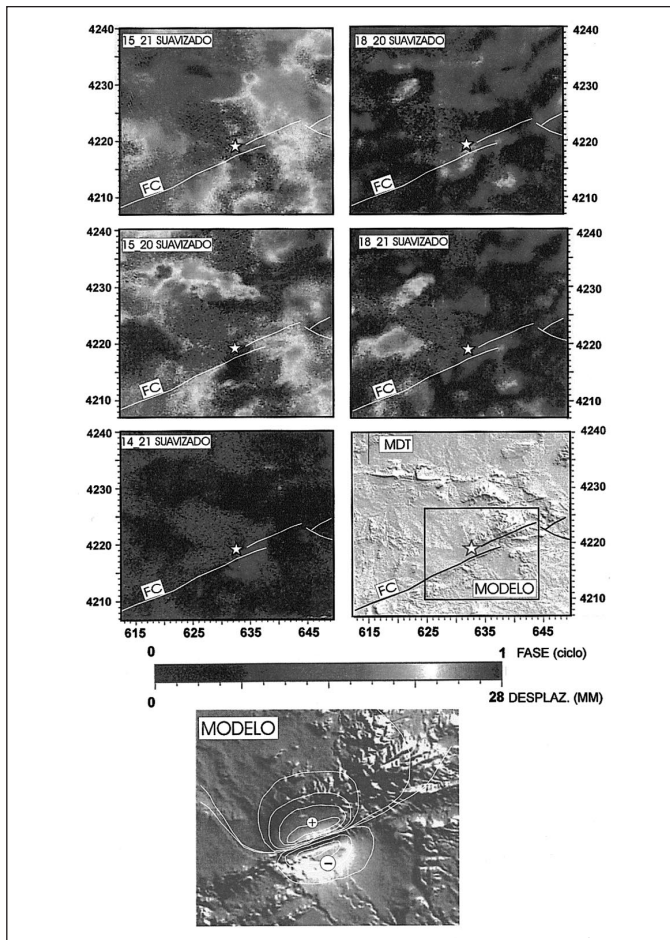 4240
15_21 SUAVIZADO
4230
4220
4210
FC
18_20 SUAVIZADO
4240
4230
4220
4210
FC
4240
15_20 SUAVIZADO
4230
4220
4210
FC
18_21 SUAVIZADO
4240
4230
4220
4210
FC
4240
14_21 SUAVIZADO
4230
4220
4210
FC
615 625 635 645
MDT
4240
4230
4220
4210
FC
MODELO
615 625 635 645
0 1 FASE (ciclo)
0 28 DESPLAZ. (MM)
MODELO
+
−